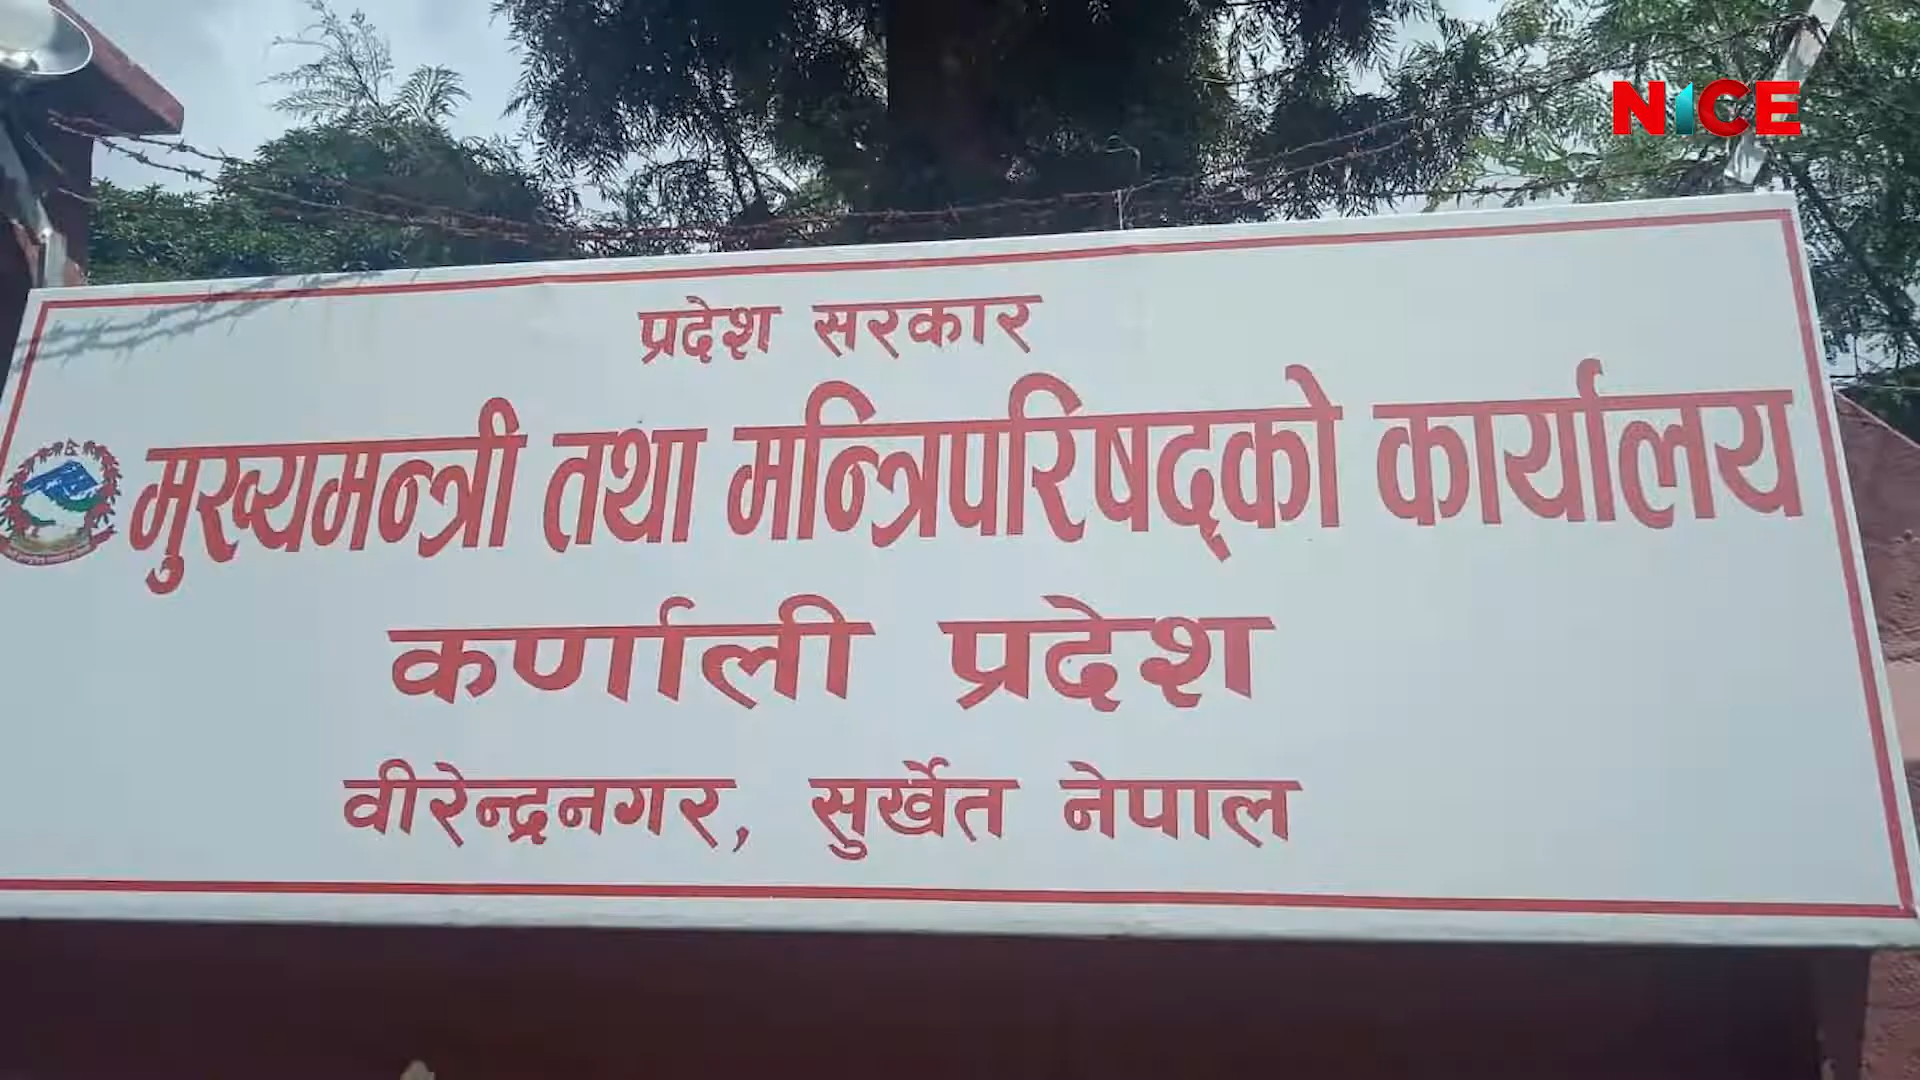 NICE
प्रदेश सरकार
मुख्यमन्त्री तथा मन्त्रिपरिषद्को कार्यालय
कर्णाली प्रदेश
वीरेन्द्रनगर, सुर्खेत नेपाल